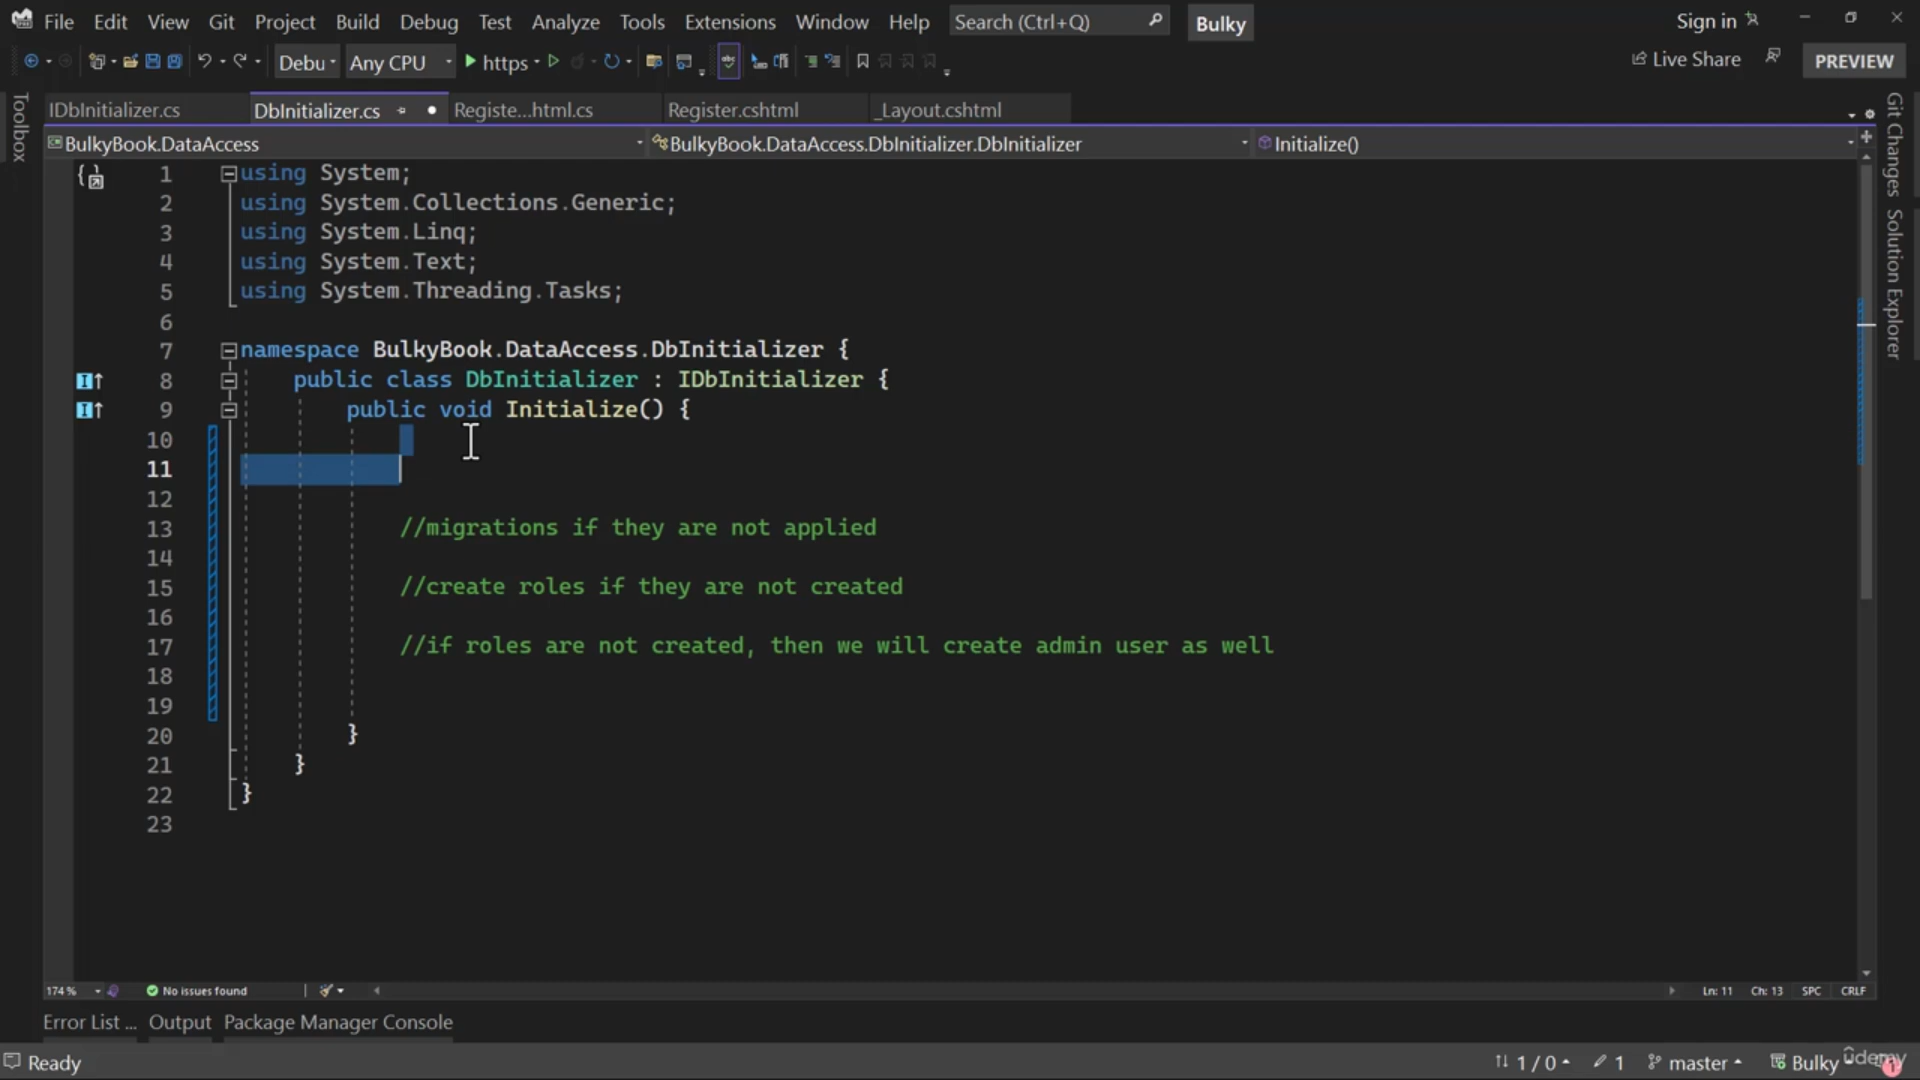 File Edit View Git Project Build Debug Test Analyze Tools Extensions Window Help Search (Ctrl+Q) Bulky Sign in
Debu Any CPU https Live Share PREVIEW
Toolbox
IDbInitializer.cs DbInitializer.cs Registe...html.cs Register.cshtml _Layout.cshtml
BulkyBook.DataAccess BulkyBook.DataAccess.DbInitializer.DbInitializer Initialize()
1 using System;
2 using System.Collections.Generic;
3 using System.Linq;
4 using System.Text;
5 using System.Threading.Tasks;
6
7 namespace BulkyBook.DataAccess.DbInitializer {
8 public class DbInitializer : IDbInitializer {
9 public void Initialize() {
10
11
12
13 //migrations if they are not applied
14
15 //create roles if they are not created
16
17 //if roles are not created, then we will create admin user as well
18
19
20 }
21 }
22 }
23
Git Changes
Solution Explorer
174 % No issues found Ln: 11 Ch: 13 SPC CRLF
Error List ... Output Package Manager Console
Ready 1 / 0 1 master Bulky udemy 1